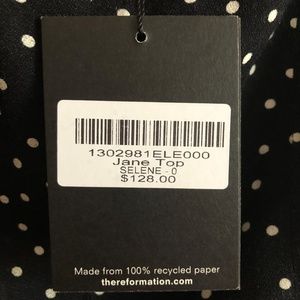 1302981ELE000
Jane Top
SELENE - 0
$128.00
Made from 100% recycled paper
thereformation.com